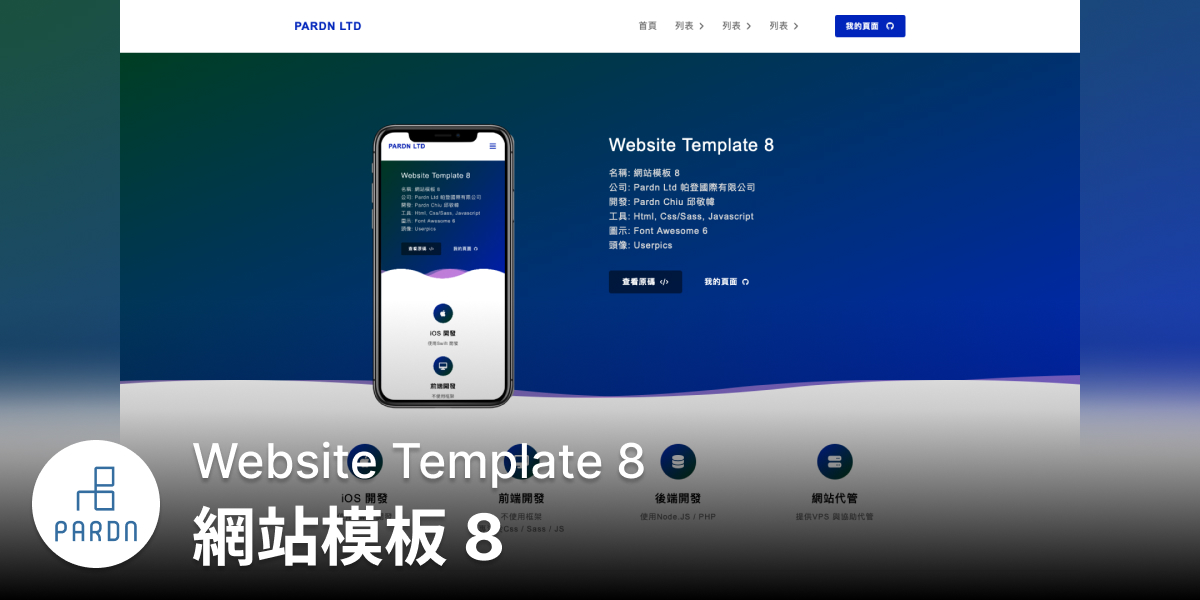 PARDN LTD
首頁 列表 列表 列表 我的頁面
PARDN LTD
Website Template 8
名稱: 網站模板 8
公司: Pardn Ltd 帕登國際有限公司
開發: Pardn Chiu 邱敬幃
工具: Html, Css/Sass, Javascript
圖示: Font Awesome 6
頭像: Userpics
查看原碼 </> 我的頁面
iOS 開發
使用Swift 開發
前端開發
不使用框架
Website Template 8
名稱: 網站模板 8
公司: Pardn Ltd 帕登國際有限公司
開發: Pardn Chiu 邱敬幃
工具: Html, Css/Sass, Javascript
圖示: Font Awesome 6
頭像: Userpics
查看原碼 </> 我的頁面
iOS 開發
前端開發
不使用框架
Css / Sass / JS
後端開發
使用Node.JS / PHP
網站代管
提供VPS 與協助代管
PARDN
Website Template 8
網站模板 8